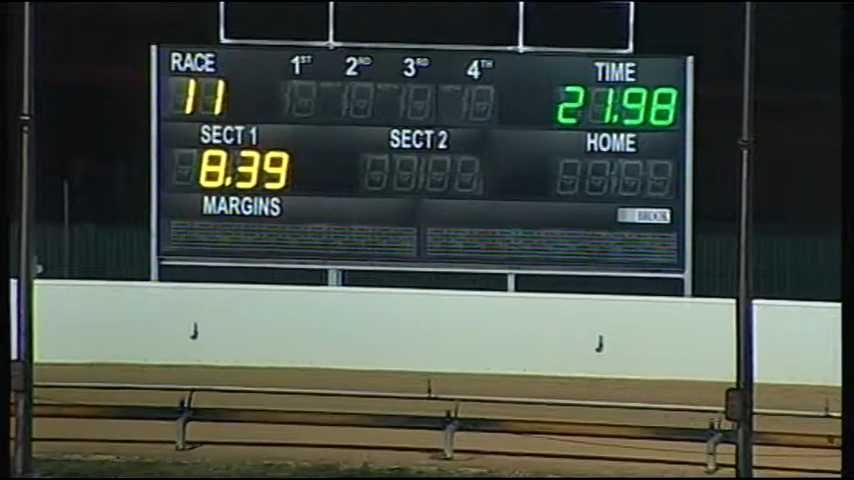 RACE 1ST 2ND 3RD 4TH TIME
11 21.98
SECT 1 SECT 2 HOME
8.39
MARGINS